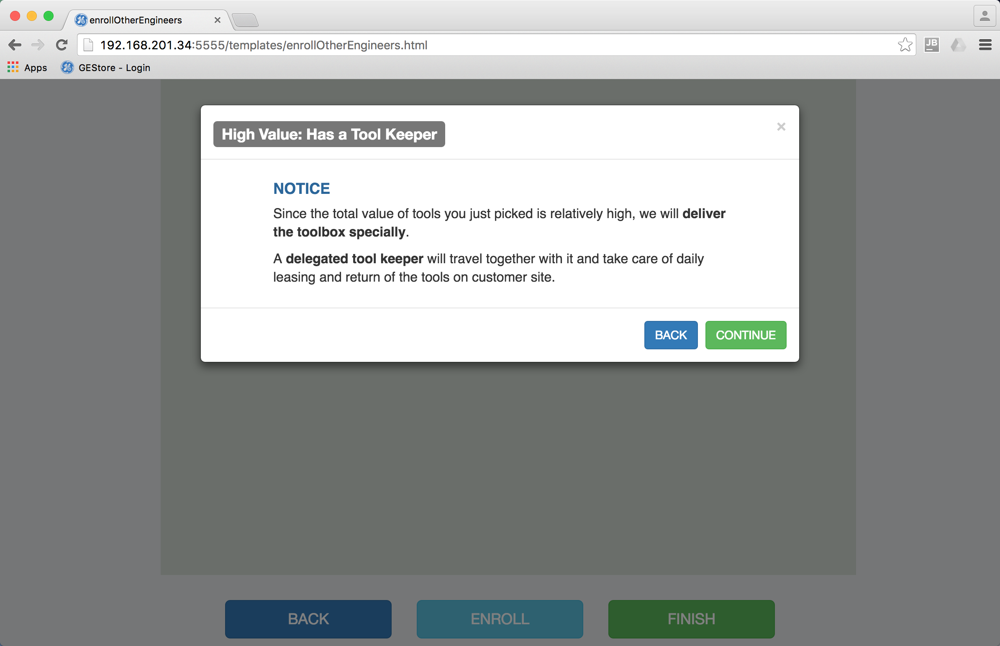 enrollOtherEngineers
192.168.201.34:5555/templates/enrollOtherEngineers.html
JB
Apps
GEStore - Login
High Value: Has a Tool Keeper
×
NOTICE
Since the total value of tools you just picked is relatively high, we will deliver
the toolbox specially.
A delegated tool keeper will travel together with it and take care of daily
leasing and return of the tools on customer site.
BACK CONTINUE
BACK ENROLL FINISH